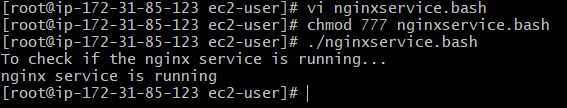 [root@ip-172-31-85-123 ec2-user]# vi nginxservice.bash
[root@ip-172-31-85-123 ec2-user]# chmod 777 nginxservice.bash
[root@ip-172-31-85-123 ec2-user]# ./nginxservice.bash
To check if the nginx service is running...
nginx service is running
[root@ip-172-31-85-123 ec2-user]#